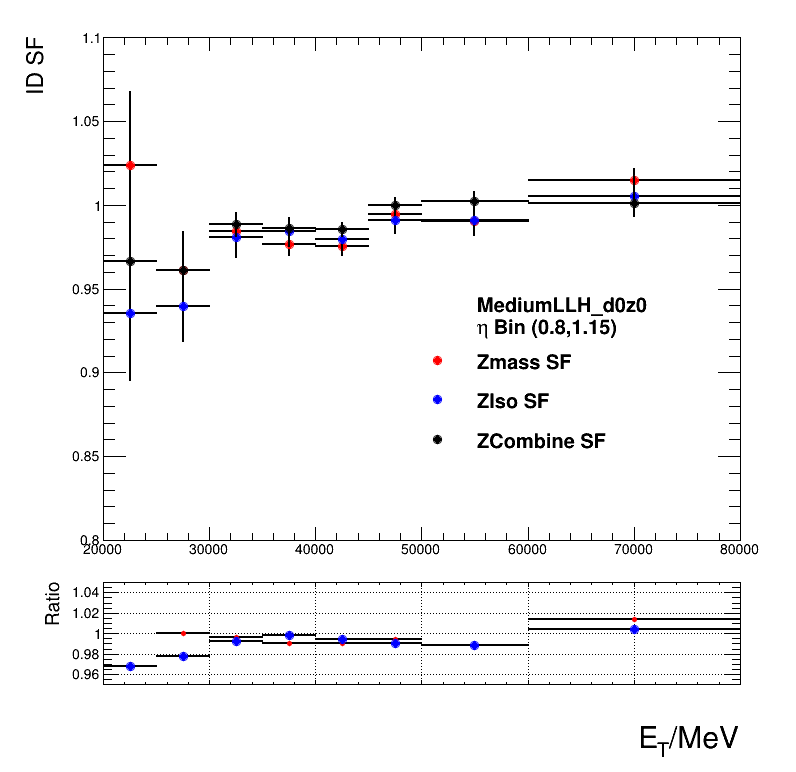 ID SF
1.1
1.05
1
0.95
0.9
0.85
0.8
MediumLLH_d0z0
η Bin (0.8,1.15)
Zmass SF
ZIso SF
ZCombine SF
20000 30000 40000 50000 60000 70000 80000
Ratio
1.04
1.02
1
0.98
0.96
E_T/MeV